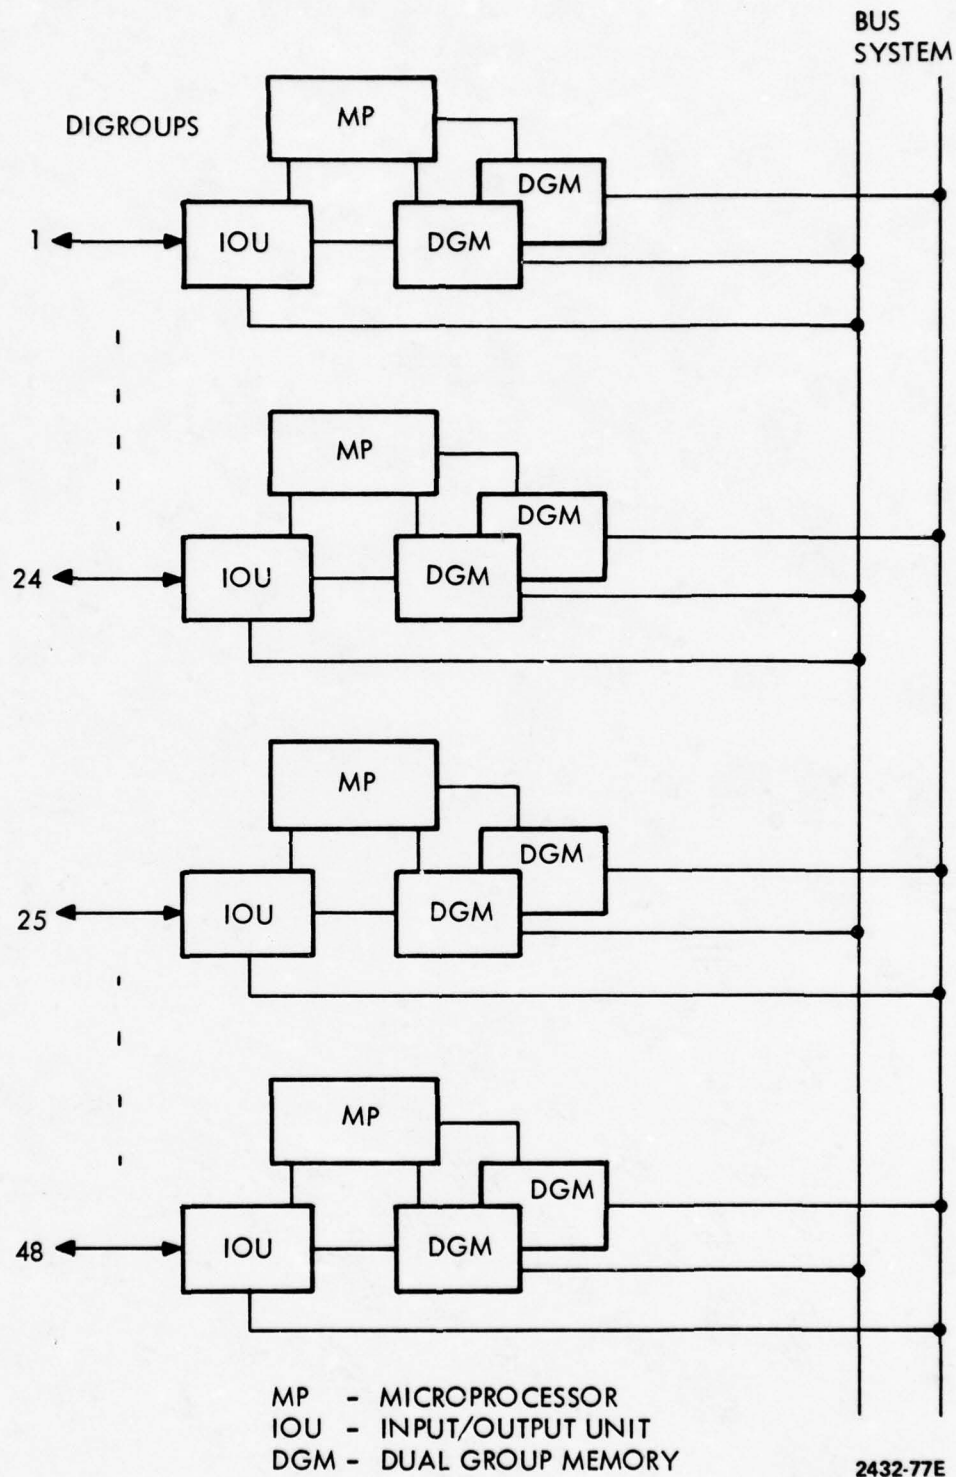 BUS
SYSTEM
DIGROUPS
MP
DGM
1
IOU
DGM
MP
DGM
24
IOU
DGM
MP
DGM
25
IOU
DGM
MP
DGM
48
IOU
DGM
MP - MICROPROCESSOR
IOU - INPUT/OUTPUT UNIT
DGM - DUAL GROUP MEMORY
2432-77E